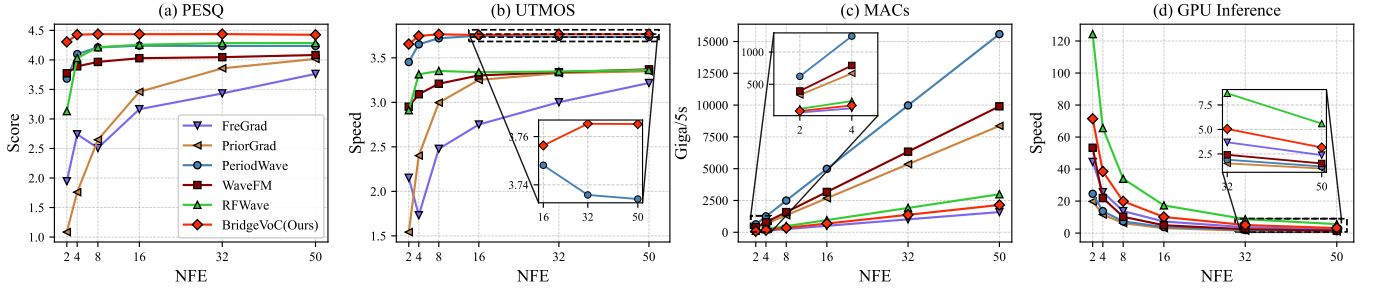 (a) PESQ
Score
4.5
4.0
3.5
3.0
2.5
2.0
1.5
1.0
2 4 8 16 32 50
NFE
FreGrad
PriorGrad
PeriodWave
WaveFM
RFWave
BridgeVoC(Ours)
(b) UTMOS
Speed
3.5
3.0
2.5
2.0
1.5
2 4 8 16 32 50
NFE
3.76
3.74
16 32 50
(c) MACs
Giga/5s
15000
12500
10000
7500
5000
2500
0
2 4 8 16 32 50
NFE
1000
500
2 4
(d) GPU Inference
Speed
120
100
80
60
40
20
0
2 4 8 16 32 50
NFE
7.5
5.0
2.5
32 50